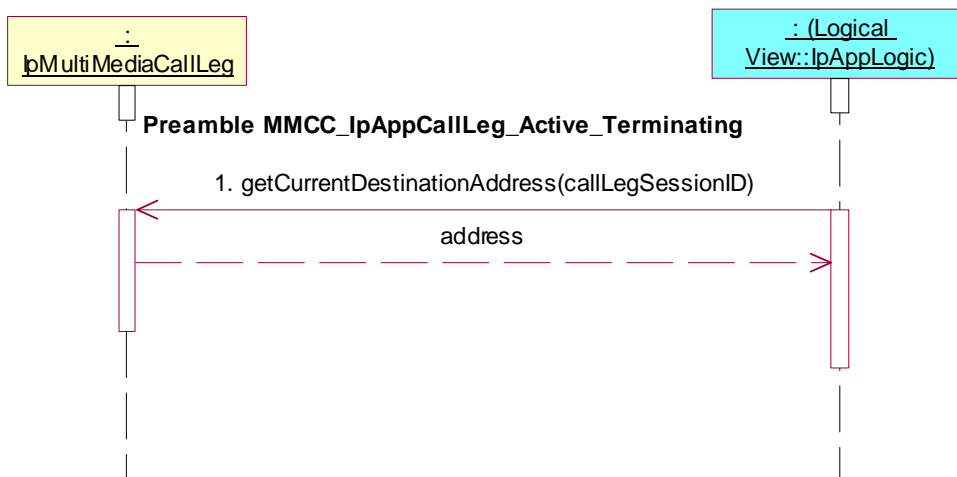 :
IpMultiMediaCallLeg
: (Logical
View::IpAppLogic)
Preamble MMCC_IpAppCallLeg_Active_Terminating
1. getCurrentDestinationAddress(callLegSessionID)
address